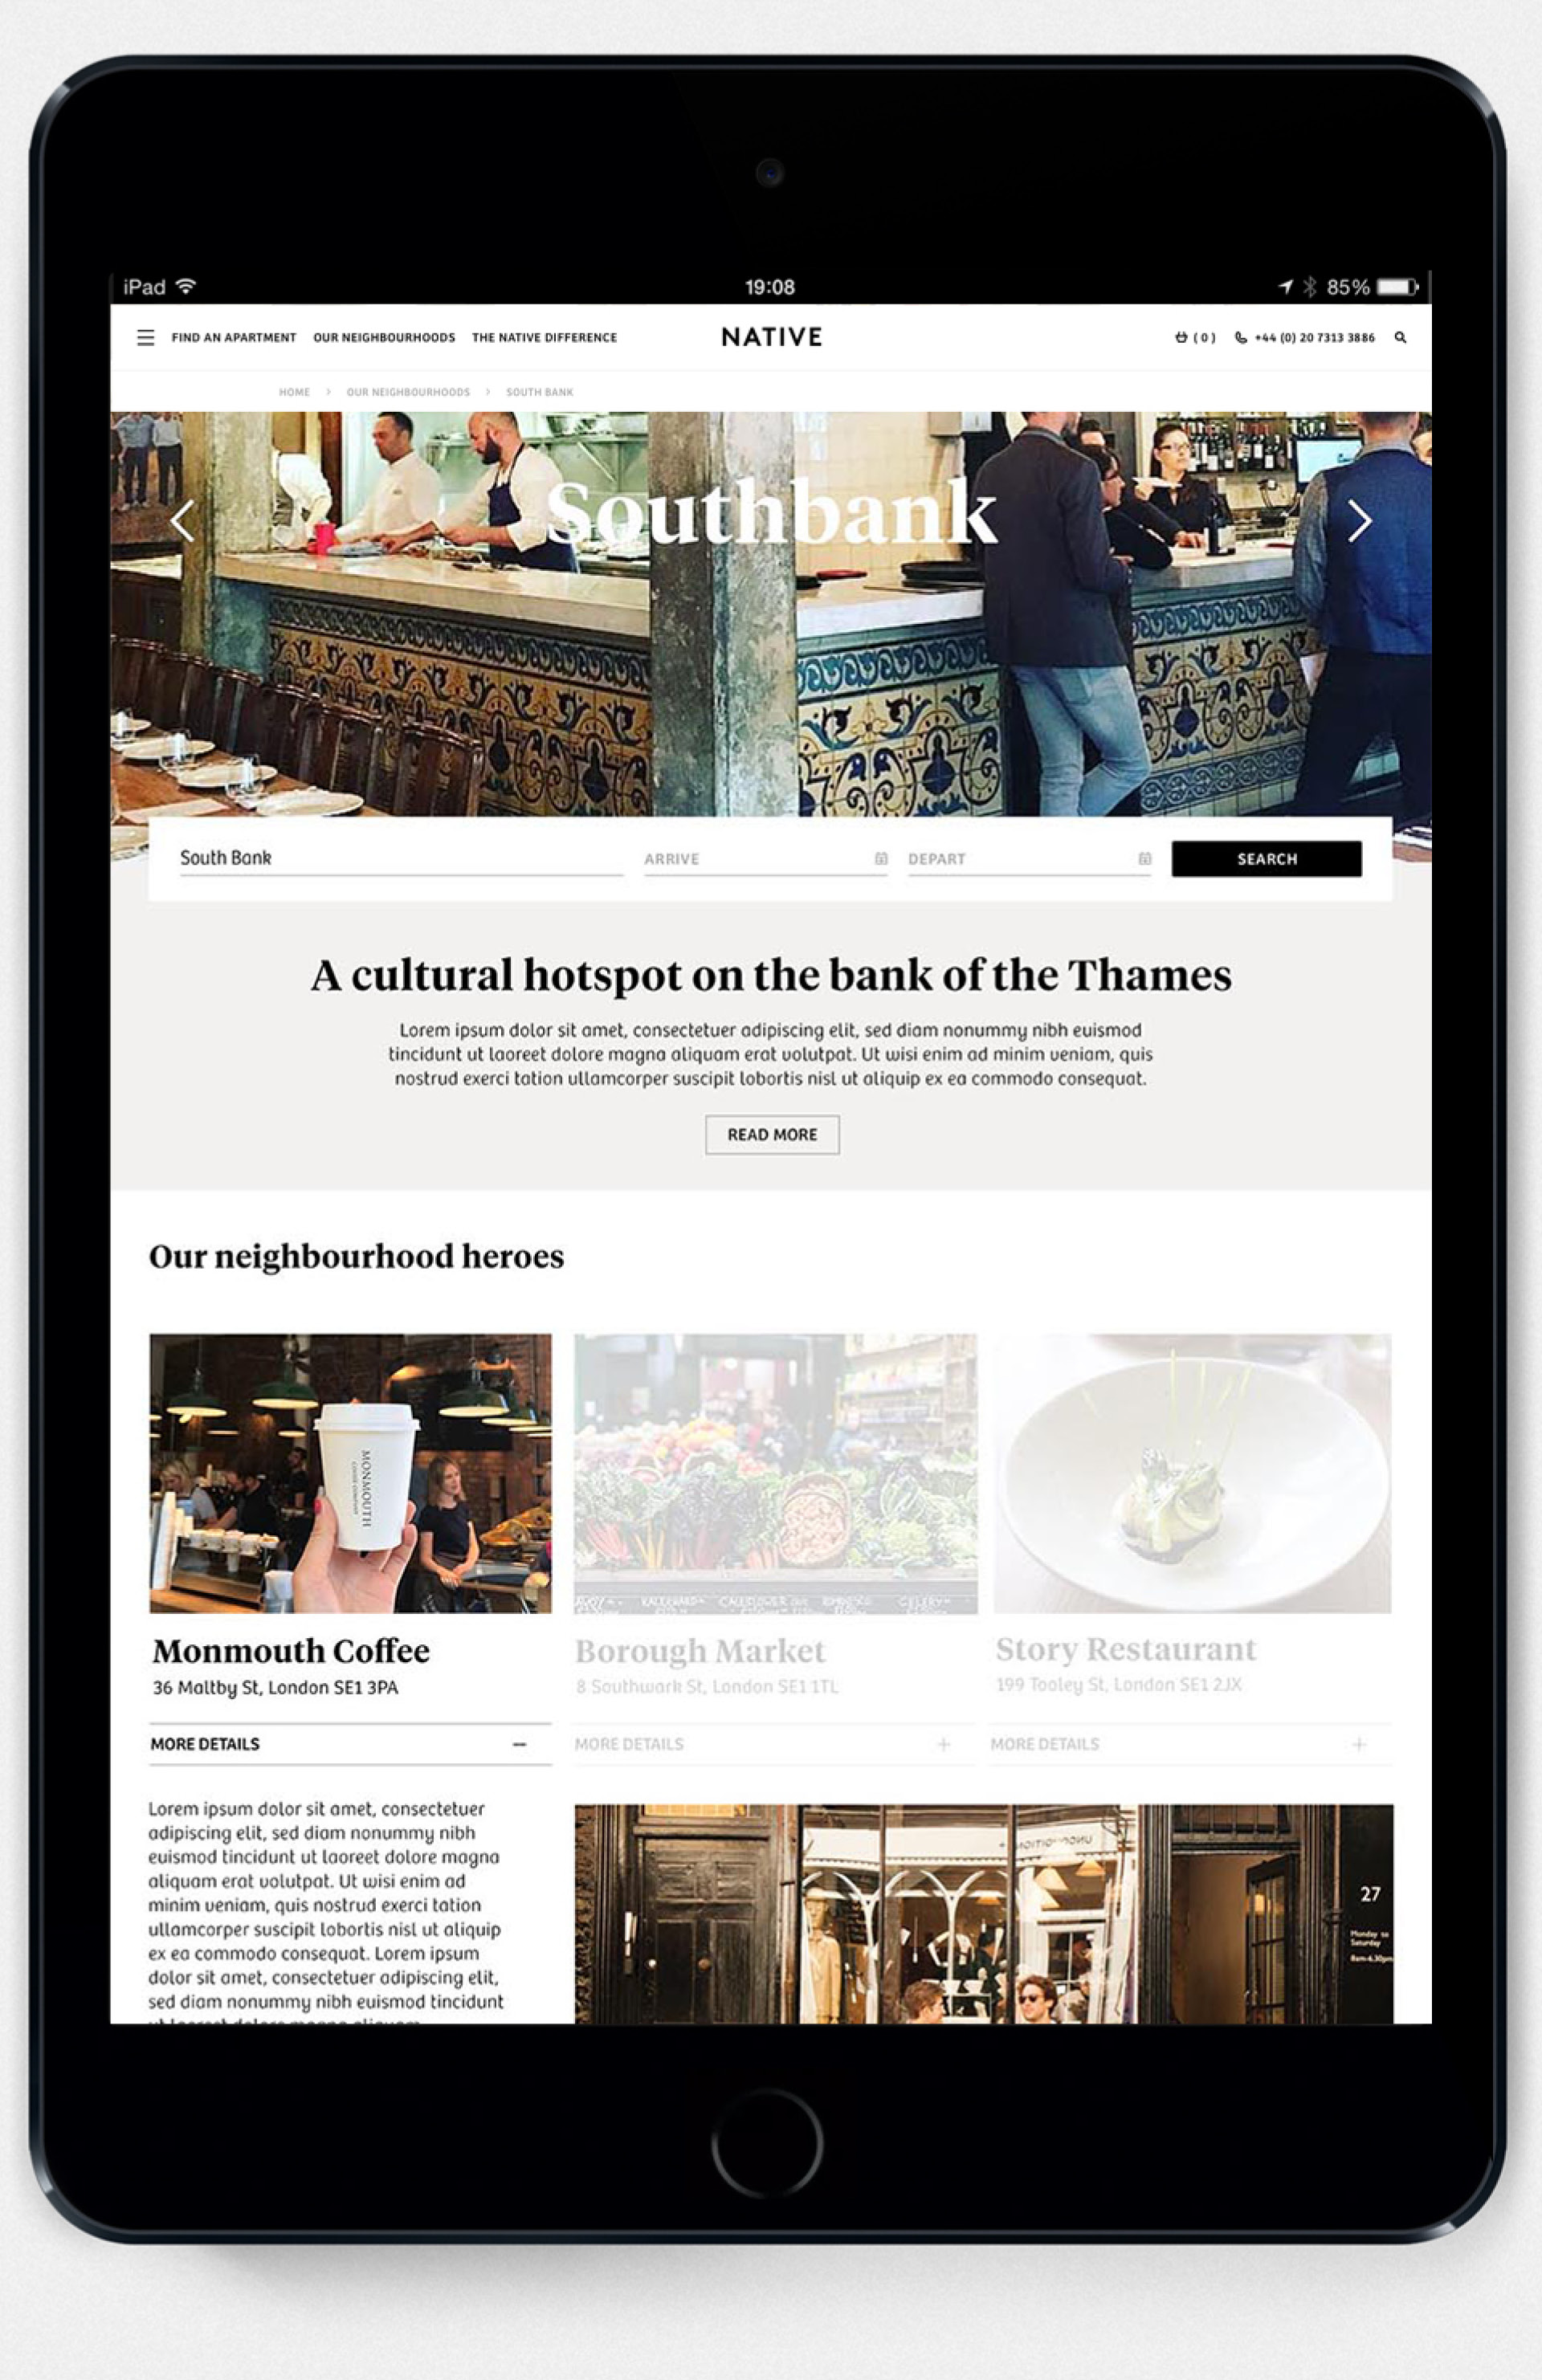 iPad 19:08 85%
FIND AN APARTMENT OUR NEIGHBOURHOODS THE NATIVE DIFFERENCE NATIVE ( 0 ) +44 (0) 20 7313 3886
HOME > OUR NEIGHBOURHOODS > SOUTH BANK
Southbank
South Bank ARRIVE DEPART SEARCH
A cultural hotspot on the bank of the Thames
Lorem ipsum dolor sit amet, consectetuer adipiscing elit, sed diam nonummy nibh euismod
tincidunt ut laoreet dolore magna aliquam erat volutpat. Ut wisi enim ad minim veniam, quis
nostrud exerci tation ullamcorper suscipit lobortis nisl ut aliquip ex ea commodo consequat.
READ MORE
Our neighbourhood heroes
MONMOUTH
COFFEE COMPANY
Monmouth Coffee
36 Maltby St, London SE1 3PA
MORE DETAILS
Borough Market
8 Southwark St, London SE1 1TL
MORE DETAILS
Story Restaurant
199 Tooley St, London SE1 2JX
MORE DETAILS
Lorem ipsum dolor sit amet, consectetuer
adipiscing elit, sed diam nonummy nibh
euismod tincidunt ut laoreet dolore magna
aliquam erat volutpat. Ut wisi enim ad
minim veniam, quis nostrud exerci tation
ullamcorper suscipit lobortis nisl ut aliquip
ex ea commodo consequat. Lorem ipsum
dolor sit amet, consectetuer adipiscing elit,
sed diam nonummy nibh euismod tincidunt
27
Monday to
Saturday
8am-4.30pm